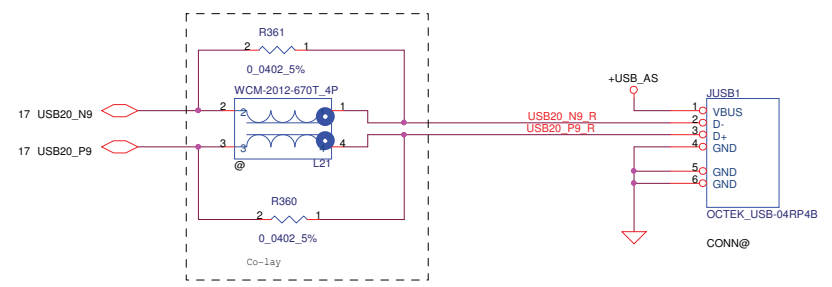 R361
2 1
0_0402_5%
WCM-2012-670T_4P
17 USB20_N9
2 2 1
17 USB20_P9
3 3 4
@
L21
R360
2 1
0_0402_5%
Co-lay
USB20_N9_R
USB20_P9_R
+USB_AS
JUSB1
1 VBUS
2 D-
3 D+
4 GND
5 GND
6 GND
OCTEK_USB-04RP4B
CONN@